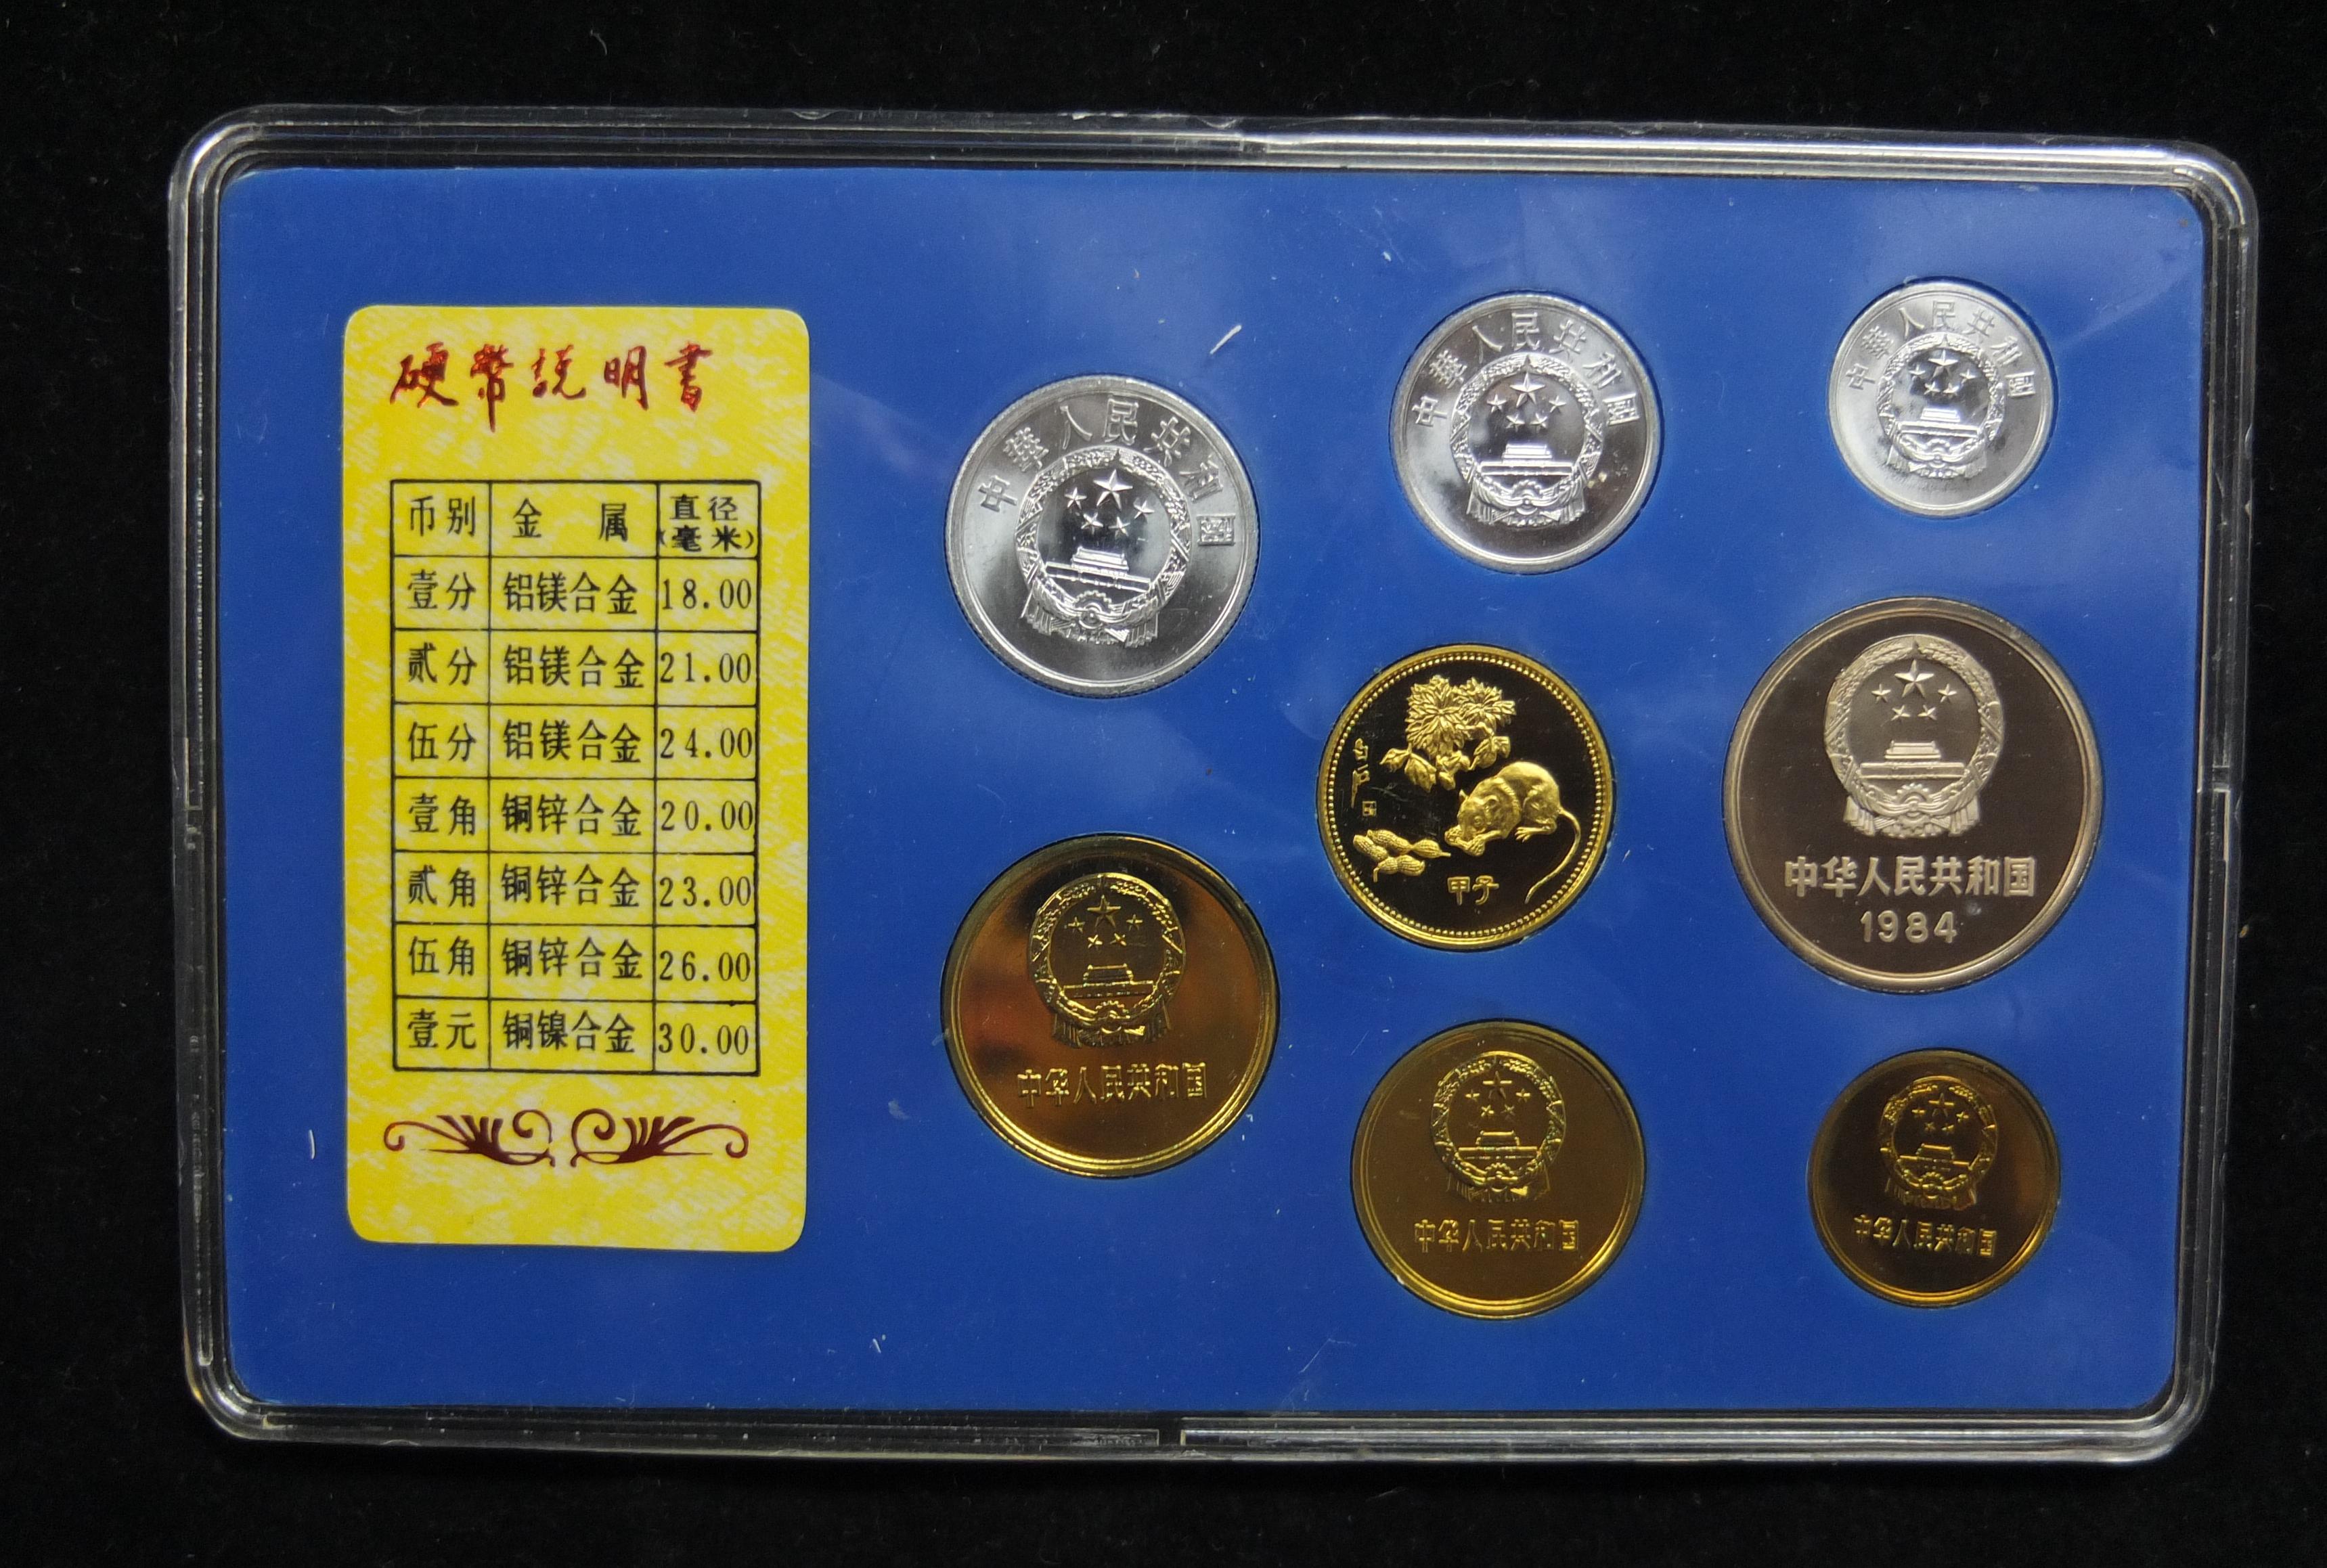 硬幣説明書
币别 金属 直径(毫米)
壹分 铝镁合金 18.00
贰分 铝镁合金 21.00
伍分 铝镁合金 24.00
壹角 铜锌合金 20.00
贰角 铜锌合金 23.00
伍角 铜锌合金 26.00
壹元 铜镍合金 30.00
中華人民共和國
中華人民共和國
中華人民共和國
甲子
中华人民共和国
1984
中华人民共和国
中华人民共和国
中华人民共和国